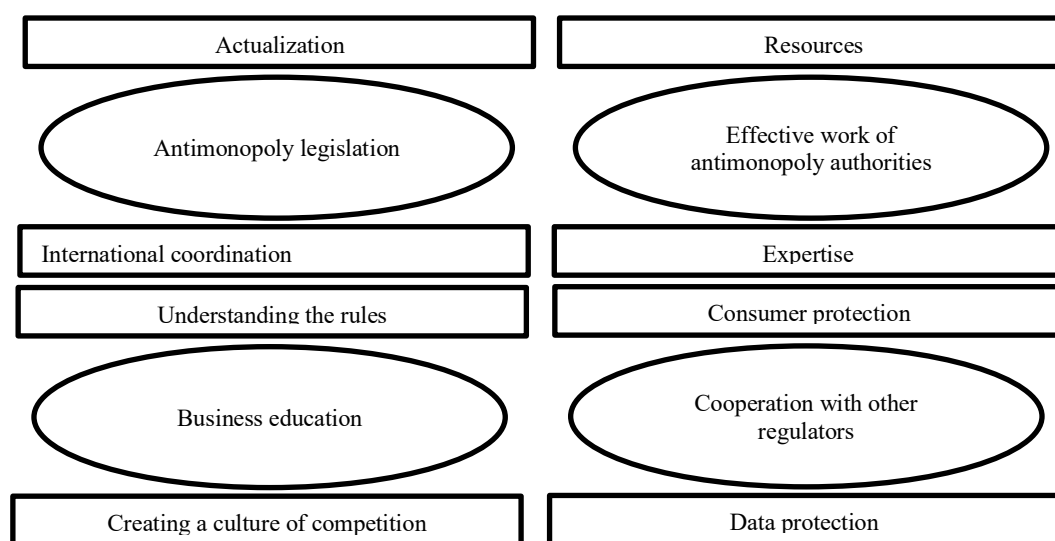 Actualization
Resources
Antimonopoly legislation
Effective work of
antimonopoly authorities
International coordination
Expertise
Understanding the rules
Consumer protection
Business education
Cooperation with other
regulators
Creating a culture of competition
Data protection